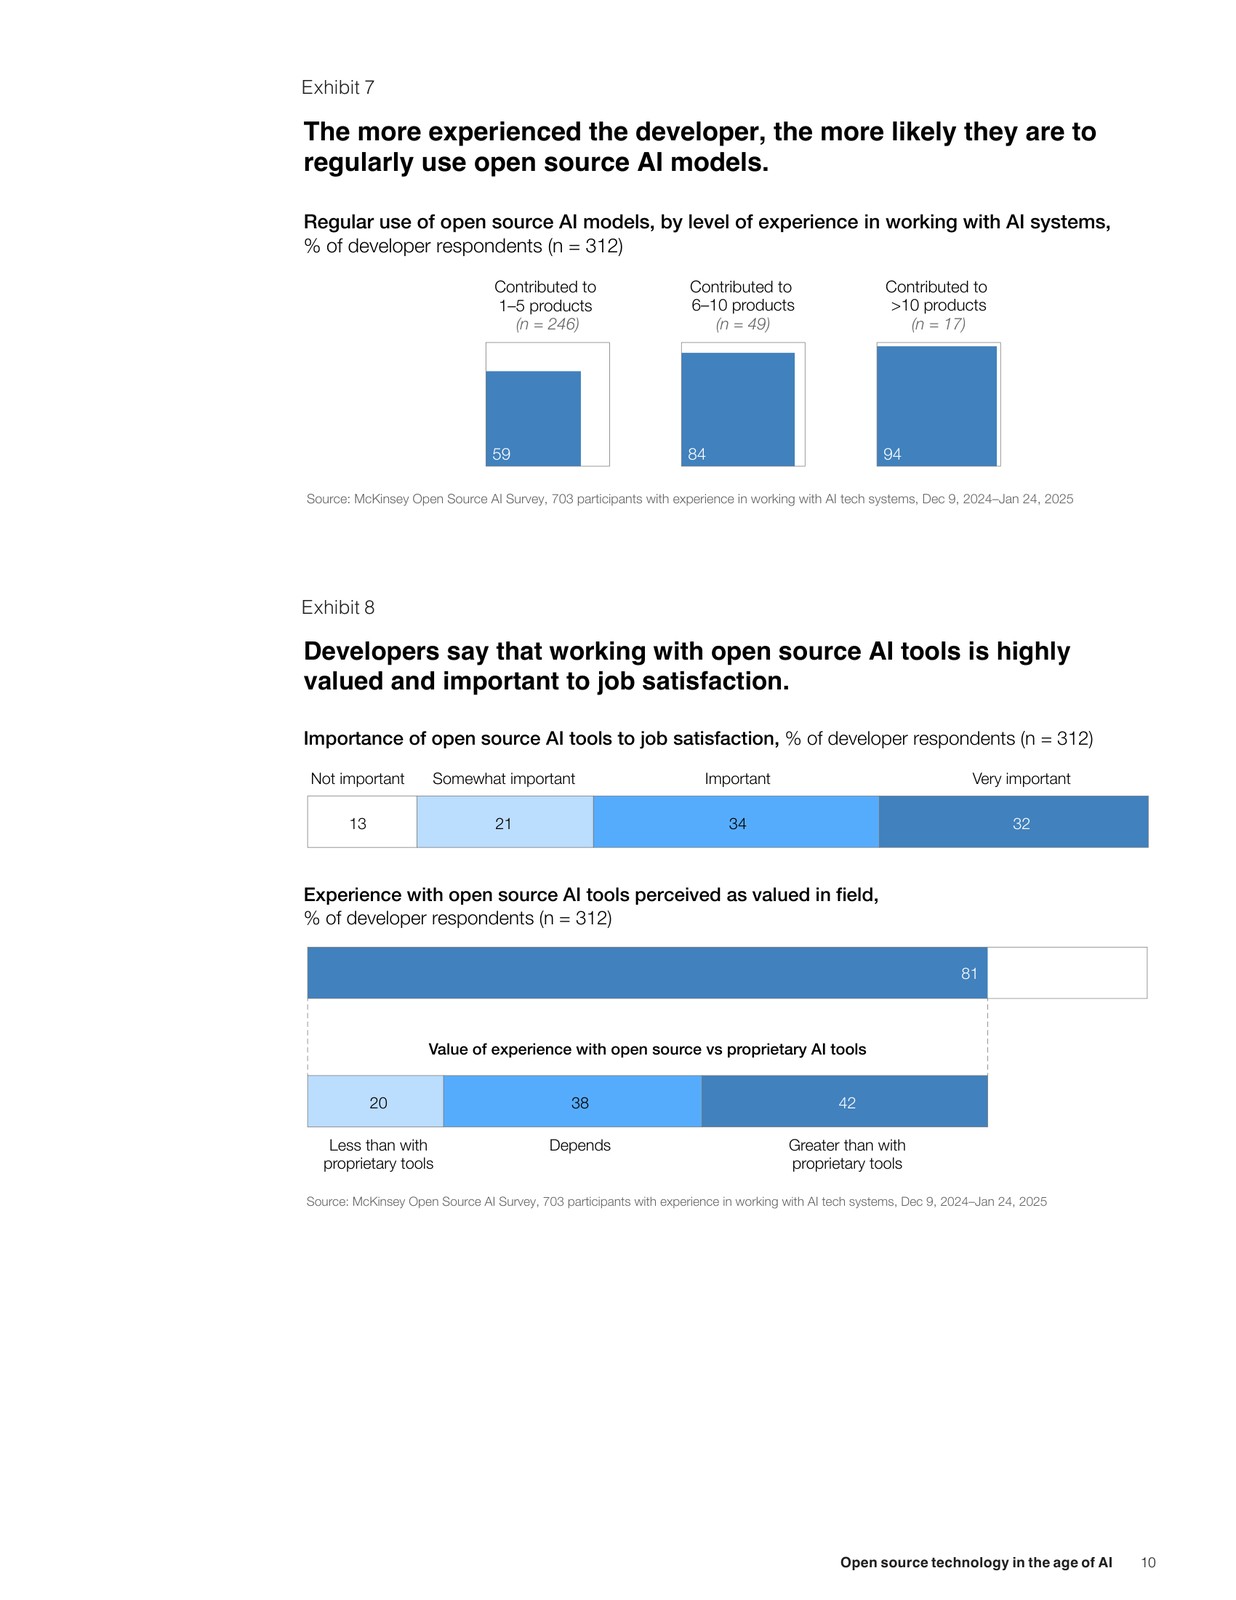 Exhibit 7
The more experienced the developer, the more likely they are to
regularly use open source AI models.
Regular use of open source AI models, by level of experience in working with AI systems,
% of developer respondents (n = 312)
Contributed to
1–5 products
(n = 246)
Contributed to
6–10 products
(n = 49)
Contributed to
>10 products
(n = 17)
59
84
94
Source: McKinsey Open Source AI Survey, 703 participants with experience in working with AI tech systems, Dec 9, 2024–Jan 24, 2025
Exhibit 8
Developers say that working with open source AI tools is highly
valued and important to job satisfaction.
Importance of open source AI tools to job satisfaction, % of developer respondents (n = 312)
Not important
Somewhat important
Important
Very important
13
21
34
32
Experience with open source AI tools perceived as valued in field,
% of developer respondents (n = 312)
81
Value of experience with open source vs proprietary AI tools
20
38
42
Less than with
proprietary tools
Depends
Greater than with
proprietary tools
Source: McKinsey Open Source AI Survey, 703 participants with experience in working with AI tech systems, Dec 9, 2024–Jan 24, 2025
Open source technology in the age of AI 10